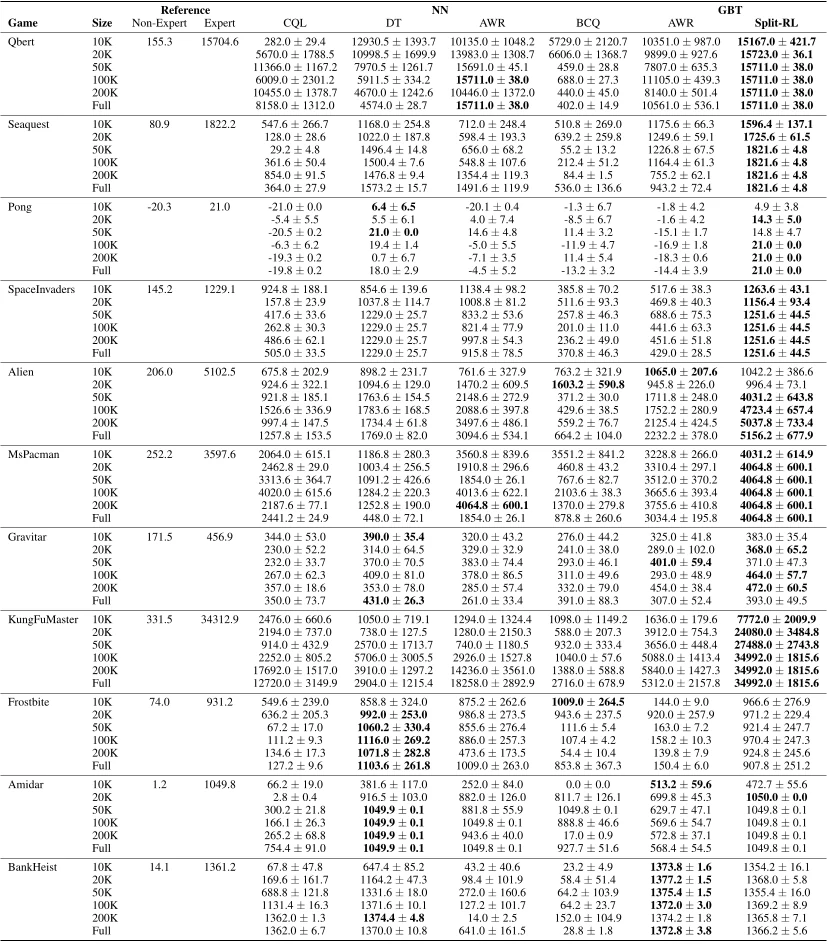 Reference NN GBT
Game Size Non-Expert Expert CQL DT AWR BCQ AWR Split-RL
Qbert 10K 155.3 15704.6 282.0 ± 29.4 12930.5 ± 1393.7 10135.0 ± 1048.2 5729.0 ± 2120.7 10351.0 ± 987.0 15167.0 ± 421.7
20K 5670.0 ± 1788.5 10998.5 ± 1699.9 13983.0 ± 1308.7 6606.0 ± 1368.7 9899.0 ± 927.6 15723.0 ± 36.1
50K 11366.0 ± 1167.2 7970.5 ± 1261.7 15691.0 ± 45.1 459.0 ± 28.8 7807.0 ± 635.3 15711.0 ± 38.0
100K 6009.0 ± 2301.2 5911.5 ± 334.2 15711.0 ± 38.0 688.0 ± 27.3 11105.0 ± 439.3 15711.0 ± 38.0
200K 10455.0 ± 1378.7 4670.0 ± 1242.6 10446.0 ± 1372.0 440.0 ± 45.0 8140.0 ± 501.4 15711.0 ± 38.0
Full 8158.0 ± 1312.0 4574.0 ± 28.7 15711.0 ± 38.0 402.0 ± 14.9 10561.0 ± 536.1 15711.0 ± 38.0
Seaquest 10K 80.9 1822.2 547.6 ± 266.7 1168.0 ± 254.8 712.0 ± 248.4 510.8 ± 269.0 1175.6 ± 66.3 1596.4 ± 137.1
20K 128.0 ± 28.6 1022.0 ± 187.8 598.4 ± 193.3 639.2 ± 259.8 1249.6 ± 59.1 1725.6 ± 61.5
50K 29.2 ± 4.8 1496.4 ± 14.8 656.0 ± 68.2 55.2 ± 13.2 1226.8 ± 67.5 1821.6 ± 4.8
100K 361.6 ± 50.4 1500.4 ± 7.6 548.8 ± 107.6 212.4 ± 51.2 1164.4 ± 61.3 1821.6 ± 4.8
200K 854.0 ± 91.5 1476.8 ± 9.4 1354.4 ± 119.3 84.4 ± 1.5 755.2 ± 62.1 1821.6 ± 4.8
Full 364.0 ± 27.9 1573.2 ± 15.7 1491.6 ± 119.9 536.0 ± 136.6 943.2 ± 72.4 1821.6 ± 4.8
Pong 10K -20.3 21.0 -21.0 ± 0.0 6.4 ± 6.5 -20.1 ± 0.4 -1.3 ± 6.7 -1.8 ± 4.2 4.9 ± 3.8
20K -5.4 ± 5.5 5.5 ± 6.1 4.0 ± 7.4 -8.5 ± 6.7 -1.6 ± 4.2 14.3 ± 5.0
50K -20.5 ± 0.2 21.0 ± 0.0 14.6 ± 4.8 11.4 ± 3.2 -15.1 ± 1.7 14.8 ± 4.7
100K -6.3 ± 6.2 19.4 ± 1.4 -5.0 ± 5.5 -11.9 ± 4.7 -16.9 ± 1.8 21.0 ± 0.0
200K -19.3 ± 0.2 0.7 ± 6.7 -7.1 ± 3.5 11.4 ± 5.4 -18.3 ± 0.6 21.0 ± 0.0
Full -19.8 ± 0.2 18.0 ± 2.9 -4.5 ± 5.2 -13.2 ± 3.2 -14.4 ± 3.9 21.0 ± 0.0
SpaceInvaders 10K 145.2 1229.1 924.8 ± 188.1 854.6 ± 139.6 1138.4 ± 98.2 385.8 ± 70.2 517.6 ± 38.3 1263.6 ± 43.1
20K 157.8 ± 23.9 1037.8 ± 114.7 1008.8 ± 81.2 511.6 ± 93.3 469.8 ± 40.3 1156.4 ± 93.4
50K 417.6 ± 33.6 1229.0 ± 25.7 833.2 ± 53.6 257.8 ± 46.3 688.6 ± 75.3 1251.6 ± 44.5
100K 262.8 ± 30.3 1229.0 ± 25.7 821.4 ± 77.9 201.0 ± 11.0 441.6 ± 63.3 1251.6 ± 44.5
200K 486.6 ± 62.1 1229.0 ± 25.7 997.8 ± 54.3 236.2 ± 49.0 451.6 ± 51.8 1251.6 ± 44.5
Full 505.0 ± 33.5 1229.0 ± 25.7 915.8 ± 78.5 370.8 ± 46.3 429.0 ± 28.5 1251.6 ± 44.5
Alien 10K 206.0 5102.5 675.8 ± 202.9 898.2 ± 231.7 761.6 ± 327.9 763.2 ± 321.9 1065.0 ± 207.6 1042.2 ± 386.6
20K 924.6 ± 322.1 1094.6 ± 129.0 1470.2 ± 609.5 1603.2 ± 590.8 945.8 ± 226.0 996.4 ± 73.1
50K 921.8 ± 185.1 1763.6 ± 154.5 2148.6 ± 272.9 371.2 ± 30.0 1711.8 ± 248.0 4031.2 ± 643.8
100K 1526.6 ± 336.9 1783.6 ± 168.5 2088.6 ± 397.8 429.6 ± 38.5 1752.2 ± 280.9 4723.4 ± 657.4
200K 997.4 ± 147.5 1734.4 ± 61.8 3497.6 ± 486.1 559.2 ± 76.7 2125.4 ± 424.5 5037.8 ± 733.4
Full 1257.8 ± 153.5 1769.0 ± 82.0 3094.6 ± 534.1 664.2 ± 104.0 2232.2 ± 378.0 5156.2 ± 677.9
MsPacman 10K 252.2 3597.6 2064.0 ± 615.1 1186.8 ± 280.3 3560.8 ± 839.6 3551.2 ± 841.2 3228.8 ± 266.0 4031.2 ± 614.9
20K 2462.8 ± 29.0 1003.4 ± 256.5 1910.8 ± 296.6 460.8 ± 43.2 3310.4 ± 297.1 4064.8 ± 600.1
50K 3313.6 ± 364.7 1091.2 ± 426.6 1854.0 ± 26.1 767.6 ± 82.7 3512.0 ± 370.2 4064.8 ± 600.1
100K 4020.0 ± 615.6 1284.2 ± 220.3 4013.6 ± 622.1 2103.6 ± 38.3 3665.6 ± 393.4 4064.8 ± 600.1
200K 2187.6 ± 77.1 1252.8 ± 190.0 4064.8 ± 600.1 1370.0 ± 279.8 3755.6 ± 410.8 4064.8 ± 600.1
Full 2441.2 ± 24.9 448.0 ± 72.1 1854.0 ± 26.1 878.8 ± 260.6 3034.4 ± 195.8 4064.8 ± 600.1
Gravitar 10K 171.5 456.9 344.0 ± 53.0 390.0 ± 35.4 320.0 ± 43.2 276.0 ± 44.2 325.0 ± 41.8 383.0 ± 35.4
20K 230.0 ± 52.2 314.0 ± 64.5 329.0 ± 32.9 241.0 ± 38.0 289.0 ± 102.0 368.0 ± 65.2
50K 232.0 ± 33.7 370.0 ± 70.5 383.0 ± 74.4 293.0 ± 46.1 401.0 ± 59.4 371.0 ± 47.3
100K 267.0 ± 62.3 409.0 ± 81.0 378.0 ± 86.5 311.0 ± 49.6 293.0 ± 48.9 464.0 ± 57.7
200K 357.0 ± 18.6 353.0 ± 78.0 285.0 ± 57.4 332.0 ± 79.0 454.0 ± 38.4 472.0 ± 60.5
Full 350.0 ± 73.7 431.0 ± 26.3 261.0 ± 33.4 391.0 ± 88.3 307.0 ± 52.4 393.0 ± 49.5
KungFuMaster 10K 331.5 34312.9 2476.0 ± 660.6 1050.0 ± 719.1 1294.0 ± 1324.4 1098.0 ± 1149.2 1636.0 ± 179.6 7772.0 ± 2009.9
20K 2194.0 ± 737.0 738.0 ± 127.5 1280.0 ± 2150.3 588.0 ± 207.3 3912.0 ± 754.3 24080.0 ± 3484.8
50K 914.0 ± 432.9 2570.0 ± 1713.7 740.0 ± 1180.5 932.0 ± 333.4 3656.0 ± 448.4 27488.0 ± 2743.8
100K 2252.0 ± 805.2 5706.0 ± 3005.5 2926.0 ± 1527.8 1040.0 ± 57.6 5088.0 ± 1413.4 34992.0 ± 1815.6
200K 17692.0 ± 1517.0 3910.0 ± 1297.2 14236.0 ± 3561.0 1388.0 ± 588.8 5840.0 ± 1427.3 34992.0 ± 1815.6
Full 12720.0 ± 3149.9 2904.0 ± 1215.4 18258.0 ± 2892.9 2716.0 ± 678.9 5312.0 ± 2157.8 34992.0 ± 1815.6
Frostbite 10K 74.0 931.2 549.6 ± 239.0 858.8 ± 324.0 875.2 ± 262.6 1009.0 ± 264.5 144.0 ± 9.0 966.6 ± 276.9
20K 636.2 ± 205.3 992.0 ± 253.0 986.8 ± 273.5 943.6 ± 237.5 920.0 ± 257.9 971.2 ± 229.4
50K 67.2 ± 17.0 1060.2 ± 330.4 855.6 ± 276.4 111.6 ± 5.4 163.0 ± 7.2 921.4 ± 247.7
100K 111.2 ± 9.3 1116.0 ± 269.2 886.0 ± 257.3 107.4 ± 4.2 158.2 ± 10.3 970.4 ± 247.3
200K 134.6 ± 17.3 1071.8 ± 282.8 473.6 ± 173.5 54.4 ± 10.4 139.8 ± 7.9 924.8 ± 245.6
Full 127.2 ± 9.6 1103.6 ± 261.8 1009.0 ± 263.0 853.8 ± 367.3 150.4 ± 6.0 907.8 ± 251.2
Amidar 10K 1.2 1049.8 66.2 ± 19.0 381.6 ± 117.0 252.0 ± 84.0 0.0 ± 0.0 513.2 ± 59.6 472.7 ± 55.6
20K 2.8 ± 0.4 916.5 ± 103.0 882.0 ± 126.0 811.7 ± 126.1 699.8 ± 45.3 1050.0 ± 0.0
50K 300.2 ± 21.8 1049.9 ± 0.1 881.8 ± 55.9 1049.8 ± 0.1 629.7 ± 47.1 1049.8 ± 0.1
100K 166.1 ± 26.3 1049.9 ± 0.1 1049.8 ± 0.1 888.8 ± 46.6 569.6 ± 54.7 1049.8 ± 0.1
200K 265.2 ± 68.8 1049.9 ± 0.1 943.6 ± 40.0 17.0 ± 0.9 572.8 ± 37.1 1049.8 ± 0.1
Full 754.4 ± 91.0 1049.9 ± 0.1 1049.8 ± 0.1 927.7 ± 51.6 568.4 ± 54.5 1049.8 ± 0.1
BankHeist 10K 14.1 1361.2 67.8 ± 47.8 647.4 ± 85.2 43.2 ± 40.6 23.2 ± 4.9 1373.8 ± 1.6 1354.2 ± 16.1
20K 169.6 ± 161.7 1164.2 ± 47.3 98.4 ± 101.9 58.4 ± 51.4 1377.2 ± 1.5 1368.0 ± 5.8
50K 688.8 ± 121.8 1331.6 ± 18.0 272.0 ± 160.6 64.2 ± 103.9 1375.4 ± 1.5 1355.4 ± 16.0
100K 1131.4 ± 16.3 1371.6 ± 10.1 127.2 ± 101.7 64.2 ± 23.7 1372.0 ± 3.0 1369.2 ± 8.9
200K 1362.0 ± 1.3 1374.4 ± 4.8 14.0 ± 2.5 152.0 ± 104.9 1374.2 ± 1.8 1365.8 ± 7.1
Full 1362.0 ± 6.7 1370.0 ± 10.8 641.0 ± 161.5 28.8 ± 1.8 1372.8 ± 3.8 1366.2 ± 5.6